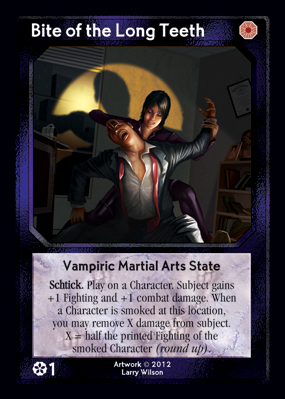 Bite of the Long Teeth
Vampiric Martial Arts State
Schtick. Play on a Character. Subject gains
+1 Fighting and +1 combat damage. When
a Character is smoked at this location,
you may remove X damage from subject.
X = half the printed Fighting of the
smoked Character (round up).
1
Artwork © 2012
Larry Wilson